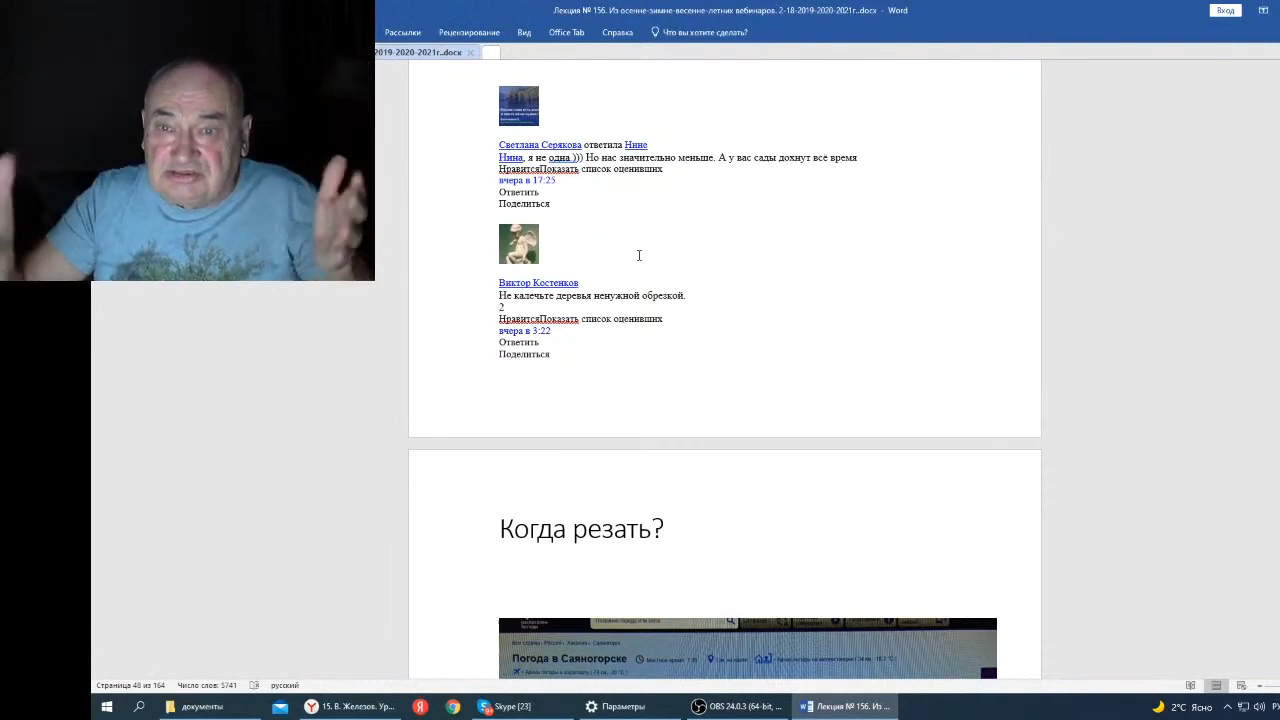 Лекция № 156. Из осенне-зимне-весенне-летних вебинаров. 2-18-2019-2020-2021г...docx - Word
Вход
Рассылки Рецензирование Вид Office Tab Справка Что вы хотите сделать?
2019-2020-2021г..docx
Светлана Серякова ответила Нине
Нина, я не одна ))) Но нас значительно меньше. А у вас сады дохнут всё время
НравитсяПоказать список оценивших
вчера в 17:25
Ответить
Поделиться
Виктор Костенков
Не калечьте деревья ненужной обрезкой.
2
НравитсяПоказать список оценивших
вчера в 3:22
Ответить
Поделиться
Когда резать?
Погода в Саяногорске
Страница 48 из 164 Число слов: 5741 русский
документы
15. В. Железов. Ур...
Skype [23]
Параметры
OBS 24.0.3 (64-bit, ...
Лекция № 156. Из ...
2°C Ясно